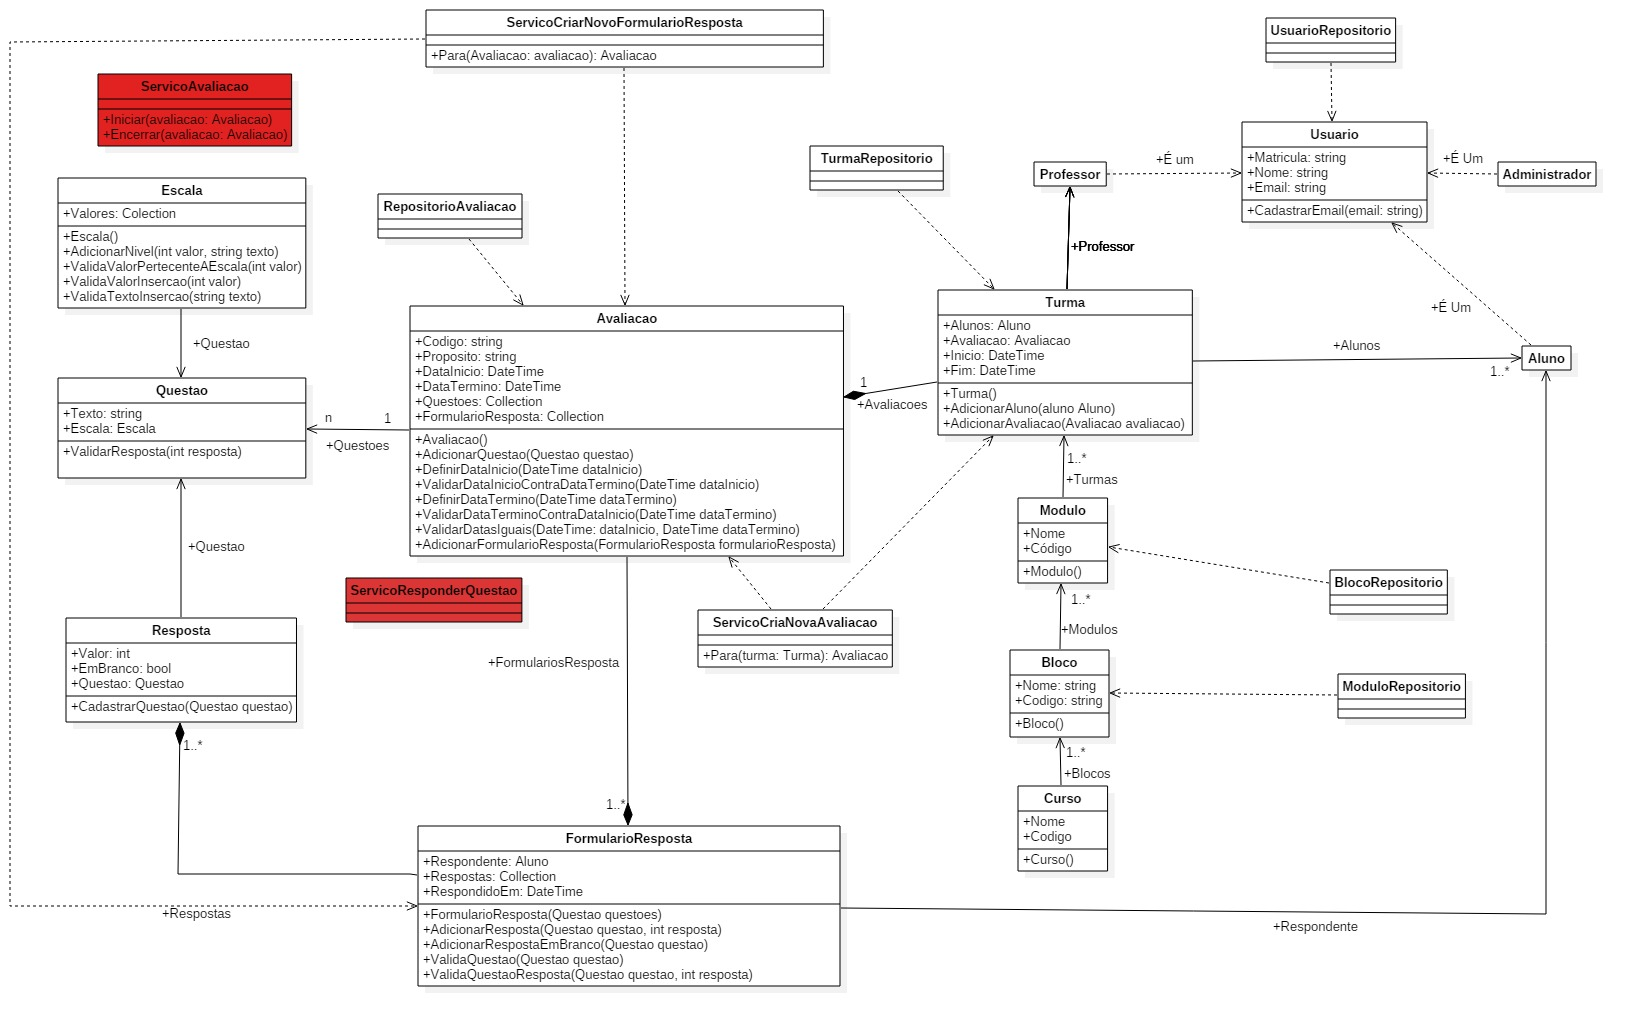 ServicoCriarNovoFormularioResposta
+Para(Avaliacao: avaliacao): Avaliacao
UsuarioRepositorio
ServicoAvaliacao
+Iniciar(avaliacao: Avaliacao)
+Encerrar(avaliacao: Avaliacao)
Usuario
+Matricula: string
+Nome: string
+Email: string
+CadastrarEmail(email: string)
+É um
+É Um
Administrador
TurmaRepositorio
Professor
Escala
+Valores: Colection
+Escala()
+AdicionarNivel(int valor, string texto)
+ValidaValorPertecenteAEscala(int valor)
+ValidaValorInsercao(int valor)
+ValidaTextoInsercao(string texto)
RepositorioAvaliacao
+Professor
+É Um
Turma
+Alunos: Aluno
+Avaliacao: Avaliacao
+Inicio: DateTime
+Fim: DateTime
+Turma()
+AdicionarAluno(aluno Aluno)
+AdicionarAvaliacao(Avaliacao avaliacao)
+Alunos
1..*
Aluno
Avaliacao
+Codigo: string
+Proposito: string
+DataInicio: DateTime
+DataTermino: DateTime
+Questoes: Collection
+FormularioResposta: Collection
+Avaliacao()
+AdicionarQuestao(Questao questao)
+DefinirDataInicio(DateTime dataInicio)
+ValidarDataInicioContraDataTermino(DateTime dataInicio)
+DefinirDataTermino(DateTime dataTermino)
+ValidarDataTerminoContraDataInicio(DateTime dataTermino)
+ValidarDatasIguais(DateTime: dataInicio, DateTime dataTermino)
+AdicionarFormularioResposta(FormularioResposta formularioResposta)
1
+Avaliacoes
+Questao
Questao
+Texto: string
+Escala: Escala
+ValidarResposta(int resposta)
n
1
+Questoes
1..*
+Turmas
Modulo
+Nome
+Código
+Modulo()
+Questao
BlocoRepositorio
ServicoResponderQuestao
1..*
+Modulos
ServicoCriaNovaAvaliacao
+Para(turma: Turma): Avaliacao
Resposta
+Valor: int
+EmBranco: bool
+Questao: Questao
+CadastrarQuestao(Questao questao)
+FormulariosResposta
Bloco
+Nome: string
+Codigo: string
+Bloco()
ModuloRepositorio
1..*
1..*
+Blocos
Curso
+Nome
+Codigo
+Curso()
1..*
FormularioResposta
+Respondente: Aluno
+Respostas: Collection
+RespondidoEm: DateTime
+FormularioResposta(Questao questoes)
+AdicionarResposta(Questao questao, int resposta)
+AdicionarRespostaEmBranco(Questao questao)
+ValidaQuestao(Questao questao)
+ValidaQuestaoResposta(Questao questao, int resposta)
+Respostas
+Respondente